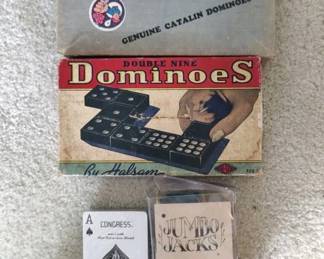 GENUINE CATALIN DOMINOES
DOUBLE NINE
DominoeS
By Halsam
A
CONGRESS.
JUMBO
JACKS